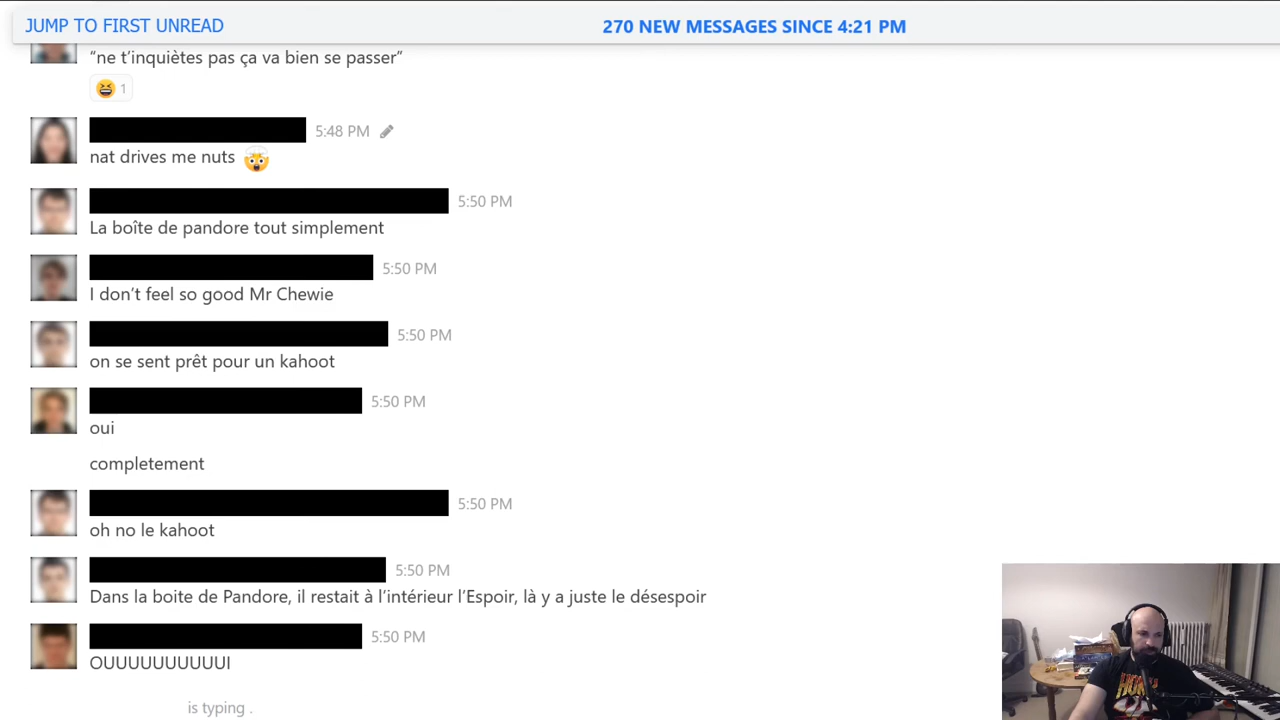 JUMP TO FIRST UNREAD
270 NEW MESSAGES SINCE 4:21 PM
“ne t’inquiètes pas ça va bien se passer”
1
5:48 PM
nat drives me nuts
5:50 PM
La boîte de pandore tout simplement
5:50 PM
I don’t feel so good Mr Chewie
5:50 PM
on se sent prêt pour un kahoot
5:50 PM
oui
completement
5:50 PM
oh no le kahoot
5:50 PM
Dans la boite de Pandore, il restait à l’intérieur l’Espoir, là y a juste le désespoir
5:50 PM
OUUUUUUUUUUI
is typing .